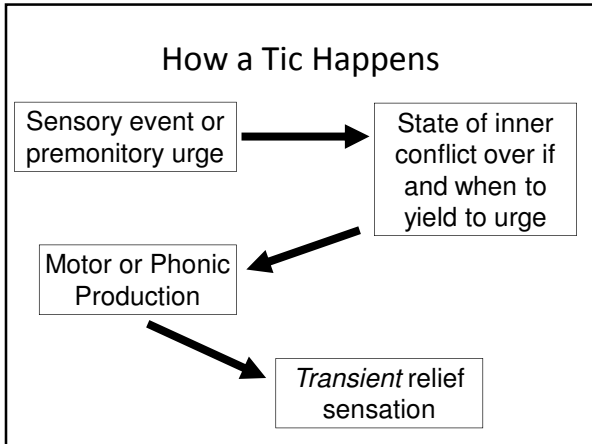 How a Tic Happens
Sensory event or
premonitory urge
State of inner
conflict over if
and when to
yield to urge
Motor or Phonic
Production
Transient relief
sensation